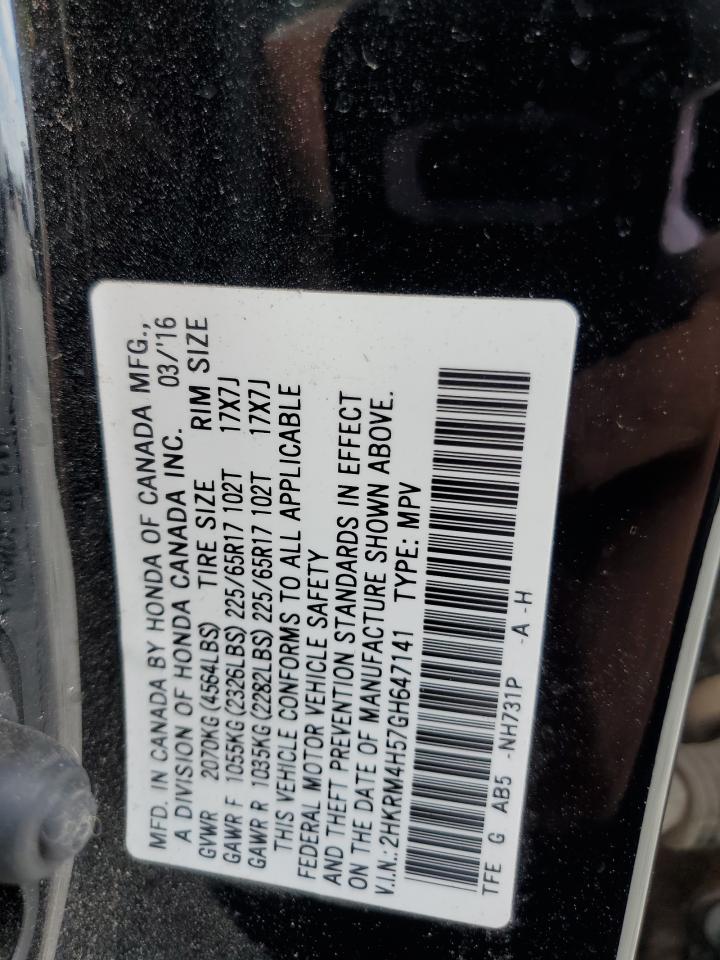 MFD. IN CANADA BY HONDA OF CANADA MFG.,
A DIVISION OF HONDA CANADA INC. 03/'16
GVWR 2070KG (4564LBS) TIRE SIZE RIM SIZE
GAWR F 1055KG (2326LBS) 225/65R17 102T 17X7J
GAWR R 1035KG (2282LBS) 225/65R17 102T 17X7J
THIS VEHICLE CONFORMS TO ALL APPLICABLE
FEDERAL MOTOR VEHICLE SAFETY
AND THEFT PREVENTION STANDARDS IN EFFECT
ON THE DATE OF MANUFACTURE SHOWN ABOVE.
V.I.N.: 2HKRM4H57GH647141 TYPE: MPV
TFE G AB5 -NH731P -A -H